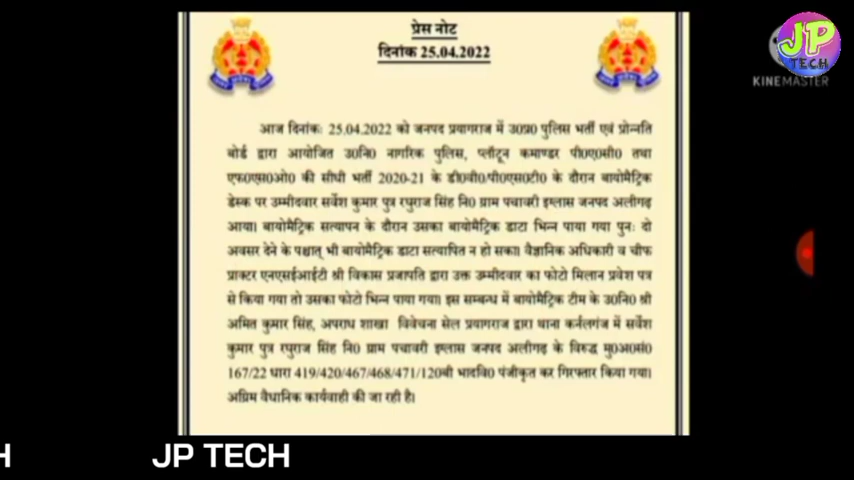 प्रेस नोट
दिनांक 25.04.2022
JP
TECH
KINEMASTER
आज दिनांक: 25.04.2022 को जनपद प्रयागराज में उ0प्र0 पुलिस भर्ती एवं प्रोन्नति
बोर्ड द्वारा आयोजित उ0नि0 नागरिक पुलिस, प्लाटून कमाण्डर पी0ए0सी0 तथा
एफ0एस0ओ0 की सीधी भर्ती 2020-21 के डी0वी0/पी0एस0टी0 के दौरान बायोमैट्रिक
डेस्क पर उम्मीदवार सर्वेश कुमार पुत्र रघुराज सिंह नि0 ग्राम पचावरी इग्लास जनपद अलीगढ़
आया। बायोमैट्रिक सत्यापन के दौरान उसका बायोमैट्रिक डाटा भिन्न पाया गया पुनः दो
अवसर देने के पश्चात् भी बायोमैट्रिक डाटा सत्यापित न हो सका। वैज्ञानिक अधिकारी व चीफ
प्राक्टर एनएसईआईटी श्री विकास प्रजापति द्वारा उक्त उम्मीदवार का फोटो मिलान प्रवेश पत्र
से किया गया तो उसका फोटो भिन्न पाया गया। इस सम्बन्ध में बायोमैट्रिक टीम के उ0नि0 श्री
अमित कुमार सिंह, अपराध शाखा विवेचना सेल प्रयागराज द्वारा थाना कर्नलगंज में सर्वेश
कुमार पुत्र रघुराज सिंह नि0 ग्राम पचावरी इग्लास जनपद अलीगढ़ के विरुद्ध मु0अ0सं0
167/22 धारा 419/420/467/468/471/120बी भादवि0 पंजीकृत कर गिरफ्तार किया गया।
अग्रिम वैधानिक कार्यवाही की जा रही है।
H JP TECH